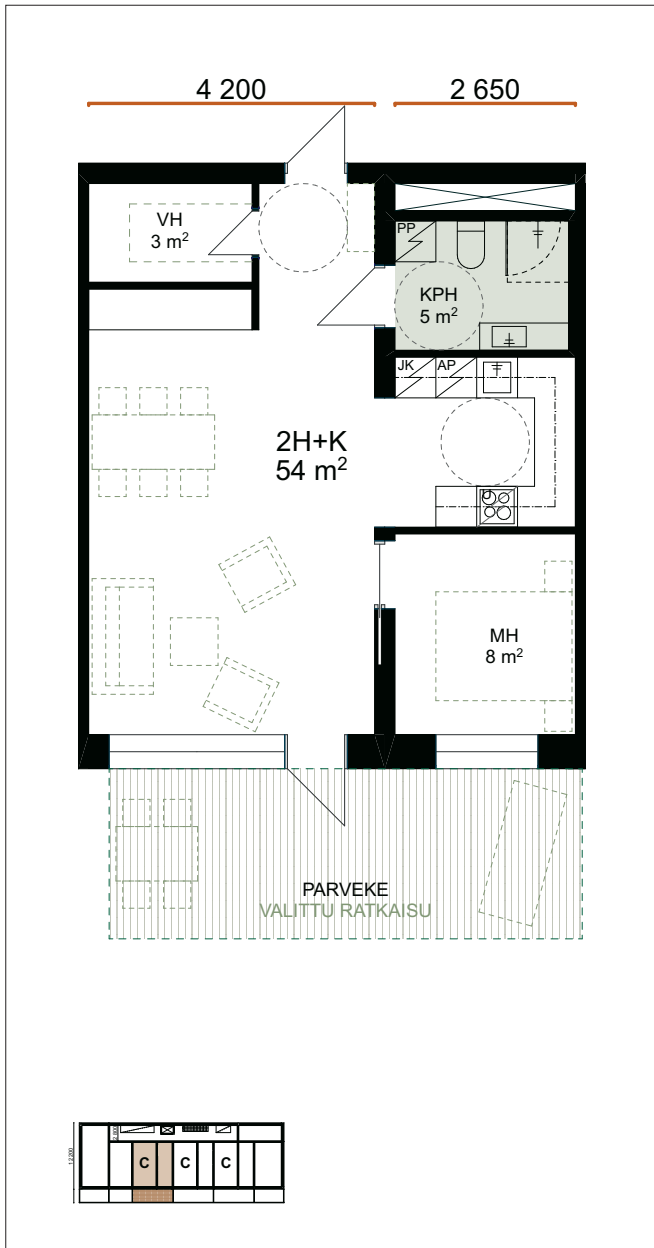 4 200
2 650
VH
3 m²
PP
KPH
5 m²
JK
AP
2H+K
54 m²
MH
8 m²
PARVEKE
VALITTU RATKAISU
C
C
C